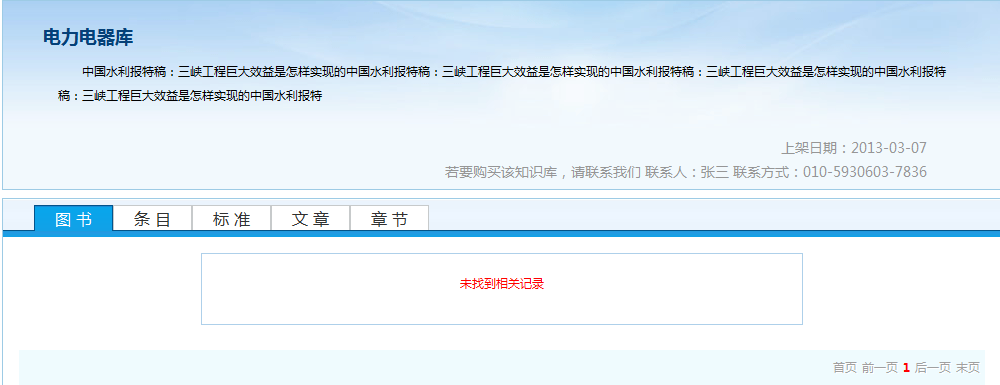 电力电器库
中国水利报特稿：三峡工程巨大效益是怎样实现的中国水利报特稿：三峡工程巨大效益是怎样实现的中国水利报特稿：三峡工程巨大效益是怎样实现的中国水利报特
稿：三峡工程巨大效益是怎样实现的中国水利报特
上架日期：2013-03-07
若要购买该知识库，请联系我们 联系人：张三 联系方式：010-5930603-7836
图 书 条 目 标 准 文 章 章 节
未找到相关记录
首页 前一页 1 后一页 末页